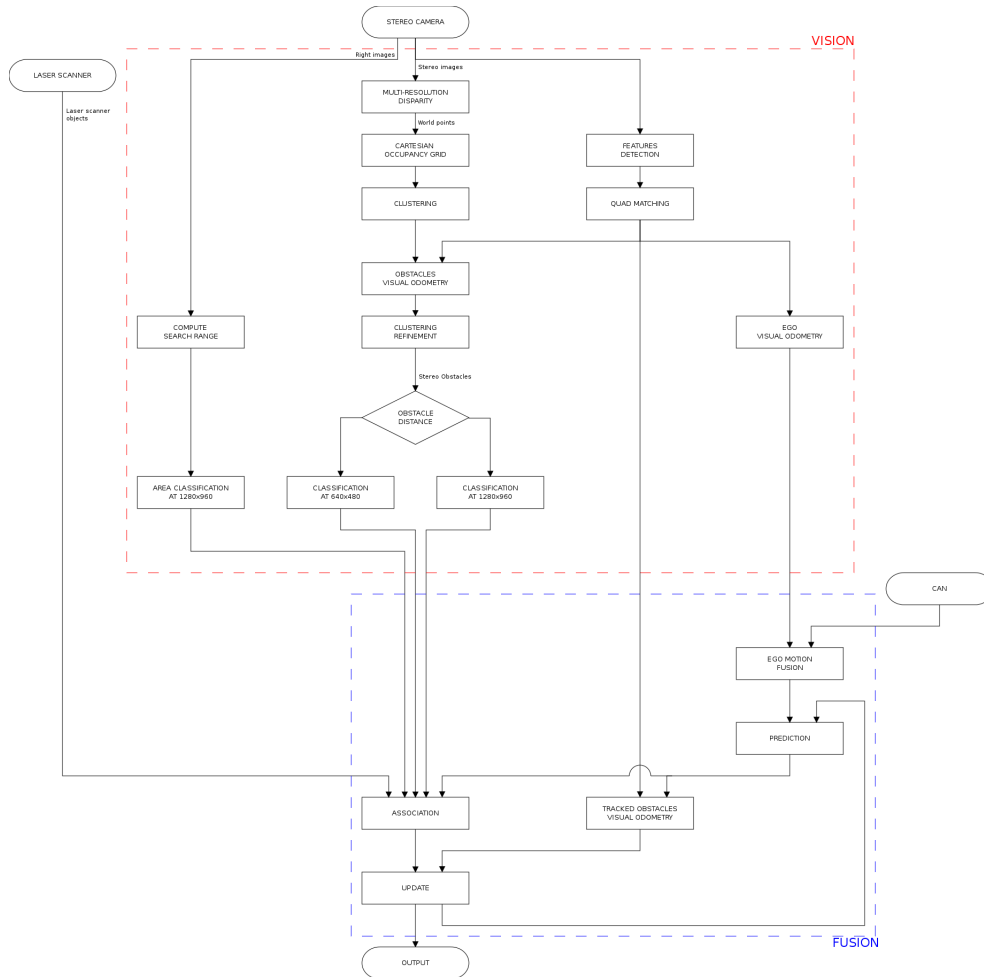 STEREO CAMERA
VISION
Right images
Stereo images
LASER SCANNER
Laser scanner
objects
MULTI-RESOLUTION
DISPARITY
World points
CARTESIAN
OCCUPANCY GRID
FEATURES
DETECTION
CLUSTERING
QUAD MATCHING
OBSTACLES
VISUAL ODOMETRY
COMPUTE
SEARCH RANGE
CLUSTERING
REFINEMENT
EGO
VISUAL ODOMETRY
Stereo Obstacles
OBSTACLE
DISTANCE
AREA CLASSIFICATION
AT 1280x960
CLASSIFICATION
AT 640x480
CLASSIFICATION
AT 1280x960
CAN
EGO MOTION
FUSION
PREDICTION
ASSOCIATION
TRACKED OBSTACLES
VISUAL ODOMETRY
UPDATE
FUSION
OUTPUT